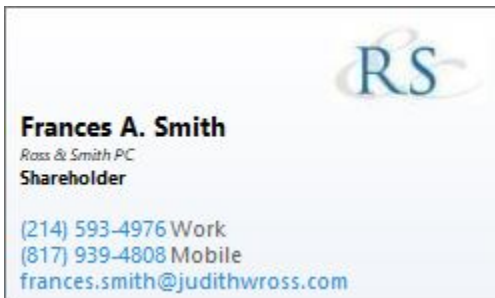 RS
Frances A. Smith
Ross & Smith PC
Shareholder
(214) 593-4976 Work
(817) 939-4808 Mobile
frances.smith@judithwross.com